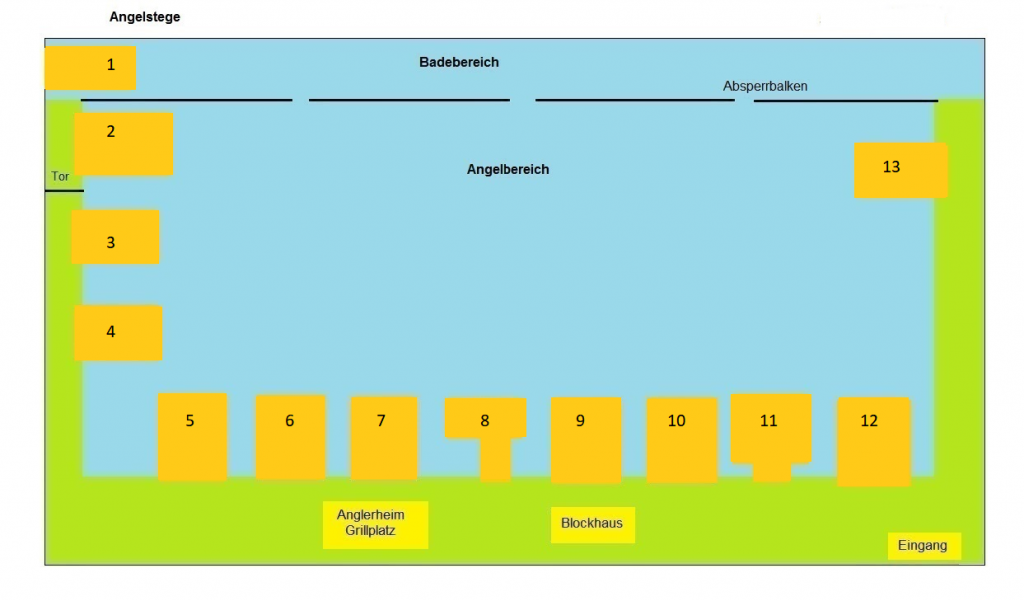 Angelstege
1
Badebereich
Absperrbalken
2
Angelbereich
13
Tor
3
4
5
6
7
8
9
10
11
12
Anglerheim
Grillplatz
Blockhaus
Eingang